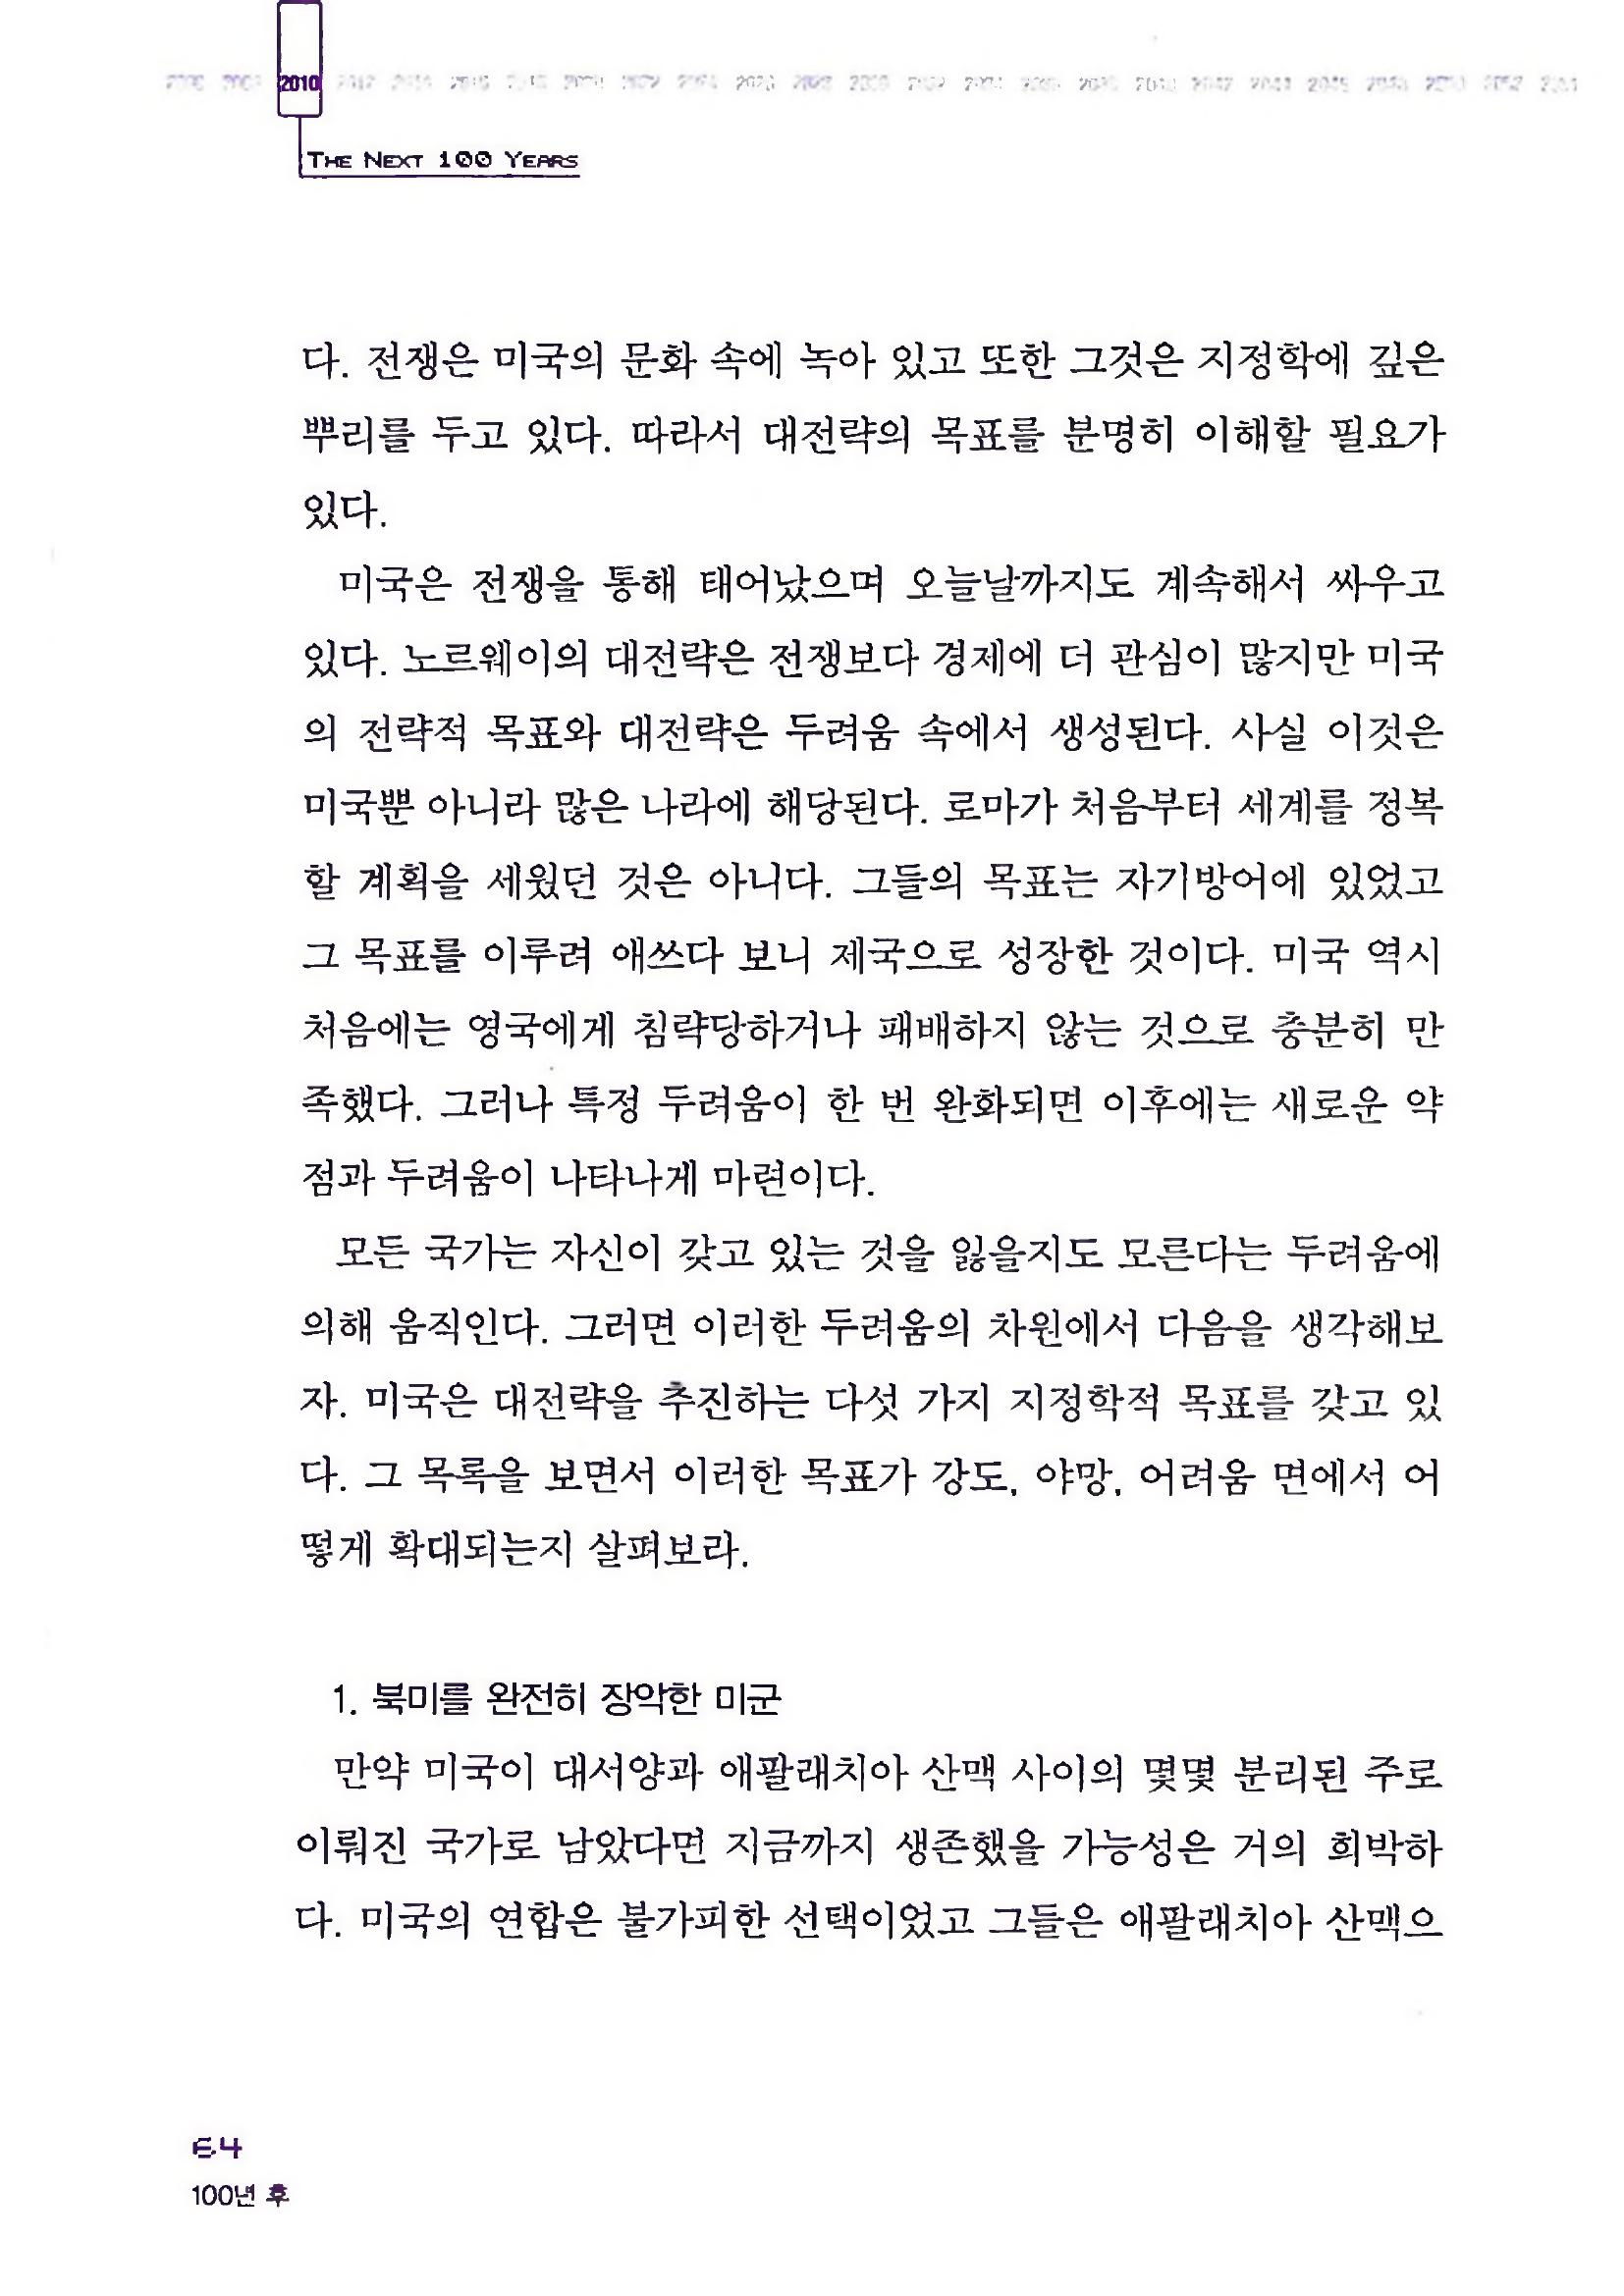 2010
THE NEXT 100 YEARS
다. 전쟁은 미국의 문화 속에 녹아 있고 또한 그것은 지정학에 깊은
뿌리를 두고 있다. 따라서 대전략의 목표를 분명히 이해할 필요가
있다.
미국은 전쟁을 통해 태어났으며 오늘날까지도 계속해서 싸우고
있다. 노르웨이의 대전략은 전쟁보다 경제에 더 관심이 많지만 미국
의 전략적 목표와 대전략은 두려움 속에서 생성된다. 사실 이것은
미국뿐 아니라 많은 나라에 해당된다. 로마가 처음부터 세계를 정복
할 계획을 세웠던 것은 아니다. 그들의 목표는 자기방어에 있었고
그 목표를 이루려 애쓰다 보니 제국으로 성장한 것이다. 미국 역시
처음에는 영국에게 침략당하거나 패배하지 않는 것으로 충분히 만
족했다. 그러나 특정 두려움이 한 번 완화되면 이후에는 새로운 약
점과 두려움이 나타나게 마련이다.
모든 국가는 자신이 갖고 있는 것을 잃을지도 모른다는 두려움에
의해 움직인다. 그러면 이러한 두려움의 차원에서 다음을 생각해보
자. 미국은 대전략을 추진하는 다섯 가지 지정학적 목표를 갖고 있
다. 그 목록을 보면서 이러한 목표가 강도, 야망, 어려움 면에서 어
떻게 확대되는지 살펴보라.
1. 북미를 완전히 장악한 미군
만약 미국이 대서양과 애팔래치아 산맥 사이의 몇몇 분리된 주로
이뤄진 국가로 남았다면 지금까지 생존했을 가능성은 거의 희박하
다. 미국의 연합은 불가피한 선택이었고 그들은 애팔래치아 산맥으
64
100년 후